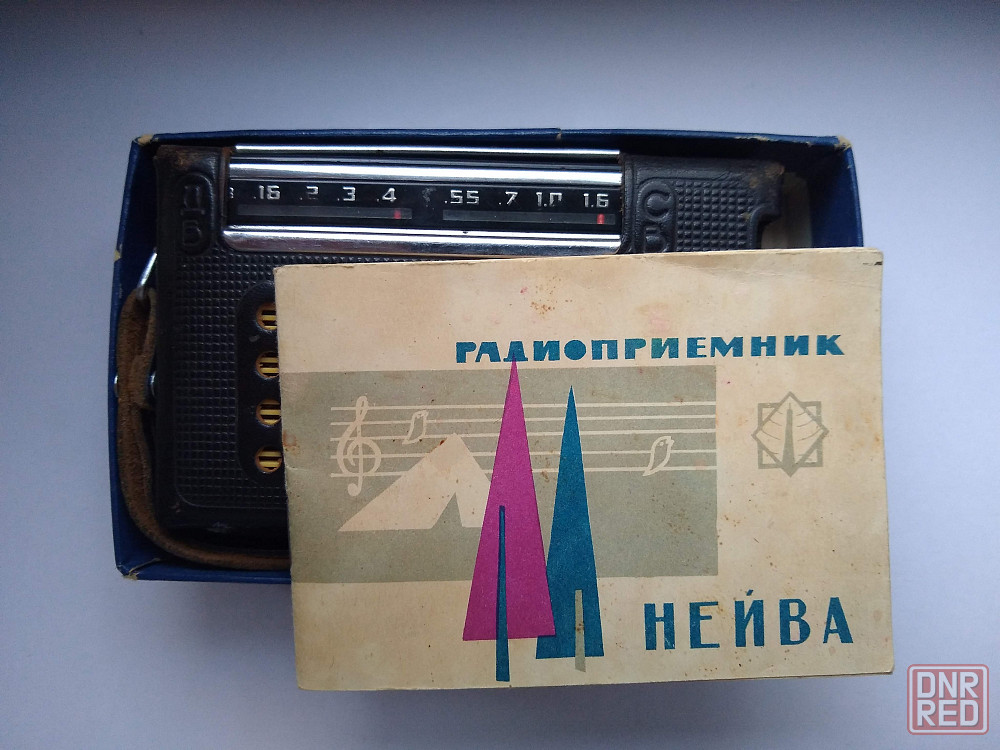 .16 .2 .3 .4 .55 .7 1.0 1.6
ДВ
СВ
РАДИОПРИЕМНИК
НЕЙВА
DNR
RED